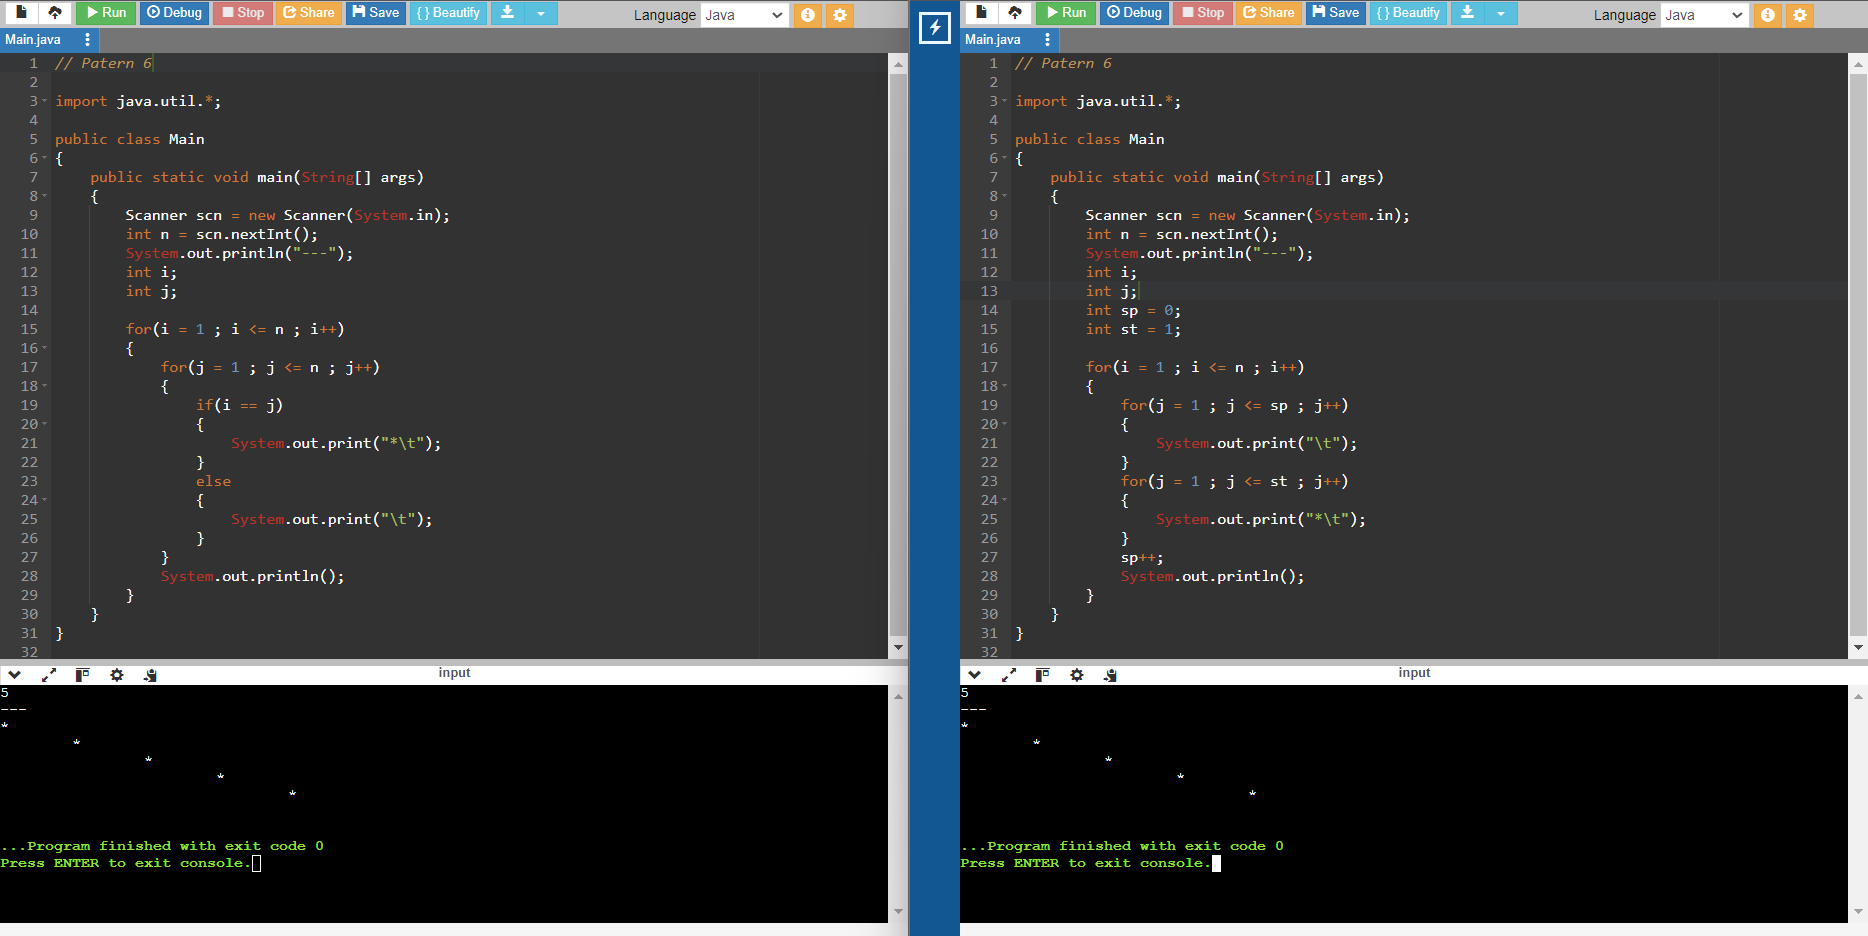 Run Debug Stop Share Save { } Beautify Language Java
Main.java
1 // Patern 6
2
3 import java.util.*;
4
5 public class Main
6 {
7 public static void main(String[] args)
8 {
9 Scanner scn = new Scanner(System.in);
10 int n = scn.nextInt();
11 System.out.println("---");
12 int i;
13 int j;
14
15 for(i = 1 ; i <= n ; i++)
16 {
17 for(j = 1 ; j <= n ; j++)
18 {
19 if(i == j)
20 {
21 System.out.print("*\t");
22 }
23 else
24 {
25 System.out.print("\t");
26 }
27 }
28 System.out.println();
29 }
30 }
31 }
32
input
5
---
*
*
*
*
*
...Program finished with exit code 0
Press ENTER to exit console.
Run Debug Stop Share Save { } Beautify Language Java
Main.java
1 // Patern 6
2
3 import java.util.*;
4
5 public class Main
6 {
7 public static void main(String[] args)
8 {
9 Scanner scn = new Scanner(System.in);
10 int n = scn.nextInt();
11 System.out.println("---");
12 int i;
13 int j;
14 int sp = 0;
15 int st = 1;
16
17 for(i = 1 ; i <= n ; i++)
18 {
19 for(j = 1 ; j <= sp ; j++)
20 {
21 System.out.print("\t");
22 }
23 for(j = 1 ; j <= st ; j++)
24 {
25 System.out.print("*\t");
26 }
27 sp++;
28 System.out.println();
29 }
30 }
31 }
32
input
5
---
*
*
*
*
*
...Program finished with exit code 0
Press ENTER to exit console.